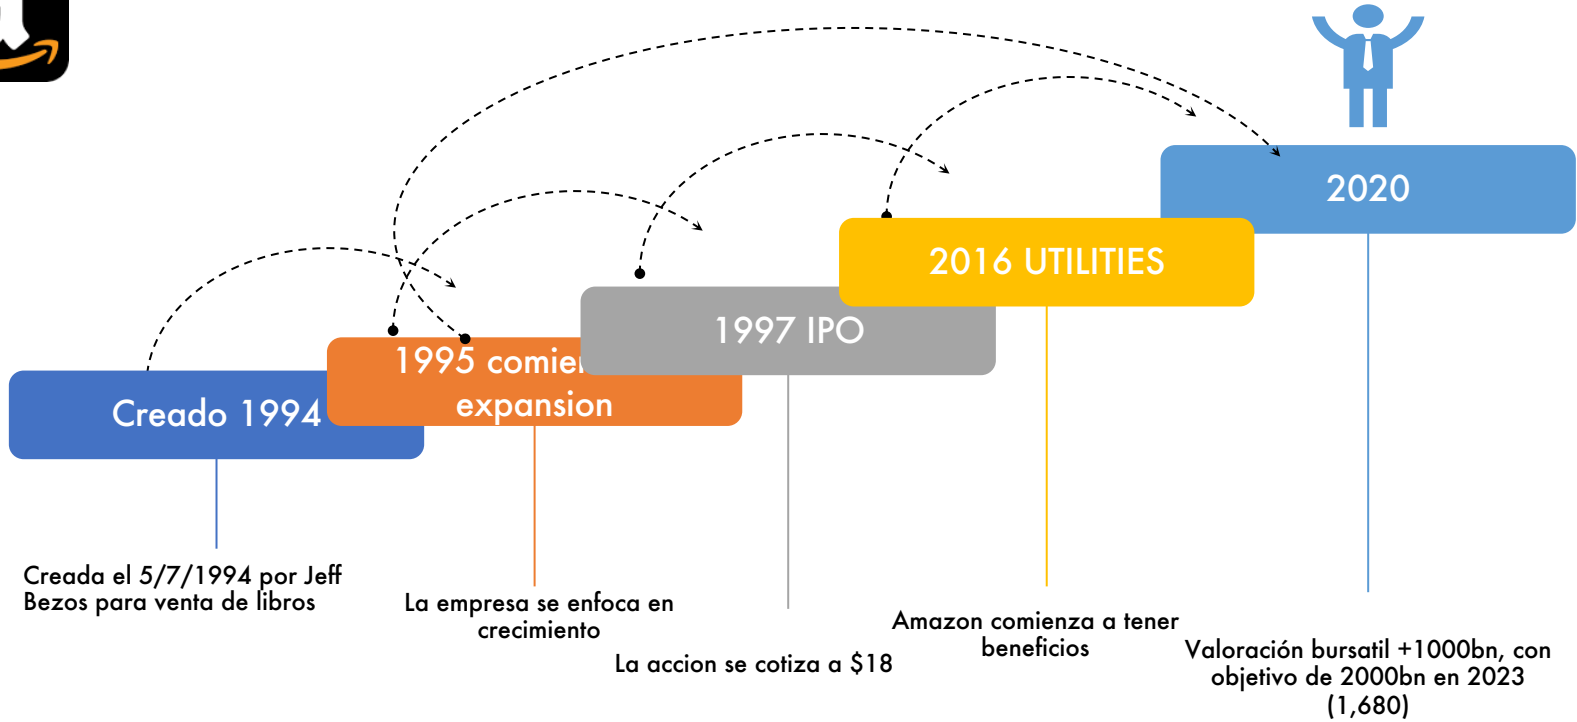 2020
2016 UTILITIES
1997 IPO
1995
expansion
Creado 1994
Creada el 5/7/1994 por Jeff
Bezos para venta de libros
La empresa se enfoca en
crecimiento
La accion se cotiza a $18
Amazon comienza a tener
beneficios
Valoración bursatil +1000bn, con
objetivo de 2000bn en 2023
(1,680)